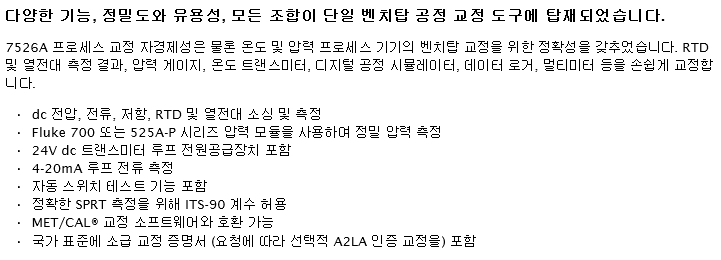 다양한 기능, 정밀도와 유용성, 모든 조합이 단일 벤치탑 공정 교정 도구에 탑재되었습니다.
7526A 프로세스 교정 자경제성은 물론 온도 및 압력 프로세스 기기의 벤치탑 교정을 위한 정확성을 갖추었습니다. RTD
및 열전대 측정 결과, 압력 게이지, 온도 트랜스미터, 디지털 공정 시뮬레이터, 데이터 로거, 멀티미터 등을 손쉽게 교정합
니다.
· dc 전압, 전류, 저항, RTD 및 열전대 소싱 및 측정
· Fluke 700 또는 525A-P 시리즈 압력 모듈을 사용하여 정밀 압력 측정
· 24V dc 트랜스미터 루프 전원공급장치 포함
· 4-20mA 루프 전류 측정
· 자동 스위치 테스트 기능 포함
· 정확한 SPRT 측정을 위해 ITS-90 계수 허용
· MET/CAL® 교정 소프트웨어와 호환 가능
· 국가 표준에 소급 교정 증명서 (요청에 따라 선택적 A2LA 인증 교정을) 포함